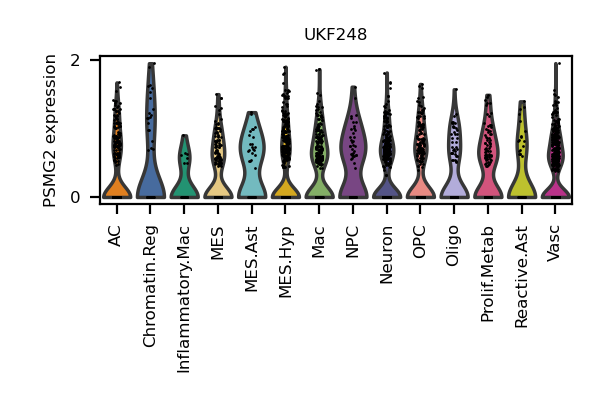 UKF248
PSMG2 expression
2
0
AC
Chromatin.Reg
Inflammatory.Mac
MES
MES.Ast
MES.Hyp
Mac
NPC
Neuron
OPC
Oligo
Prolif.Metab
Reactive.Ast
Vasc